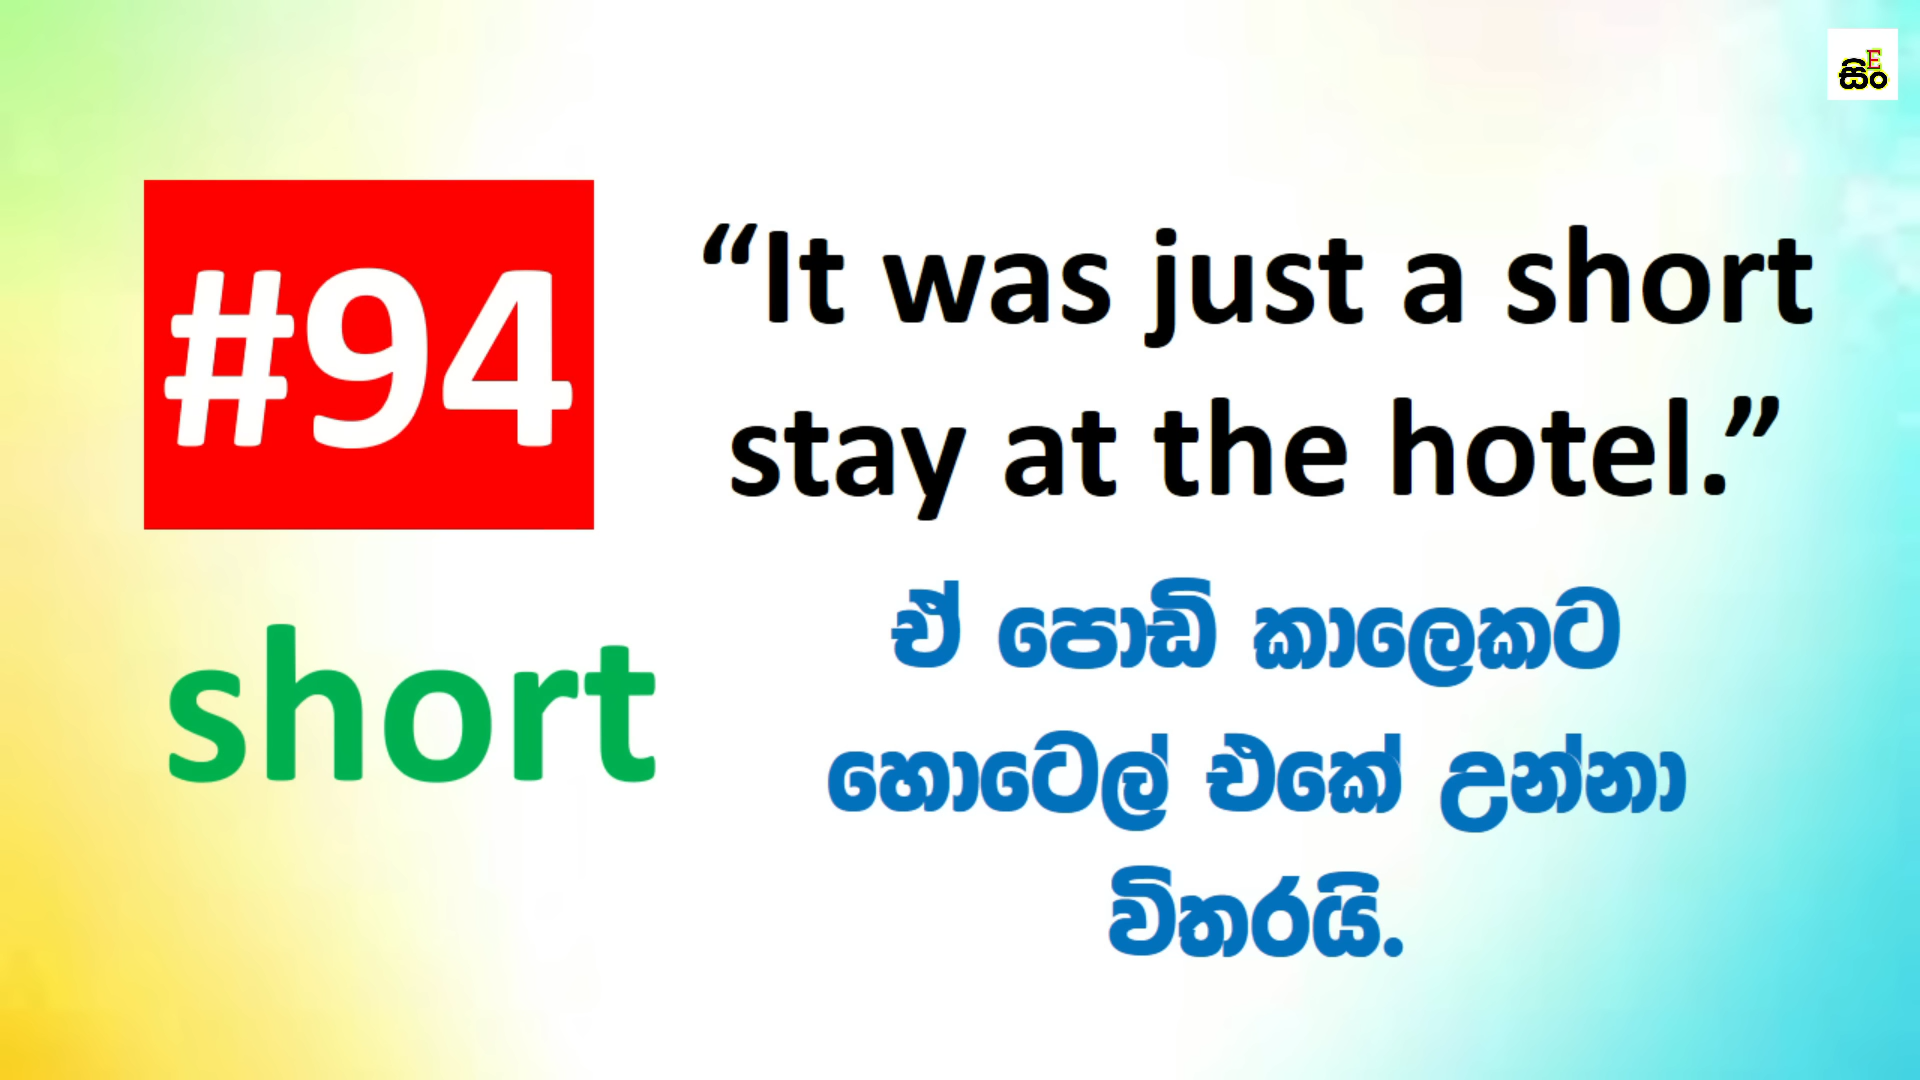 සිං E
#94
short
“It was just a short
stay at the hotel.”
ඒ පොඩි කාලෙකට
හොටෙල් එකේ උන්නා
විතරයි.